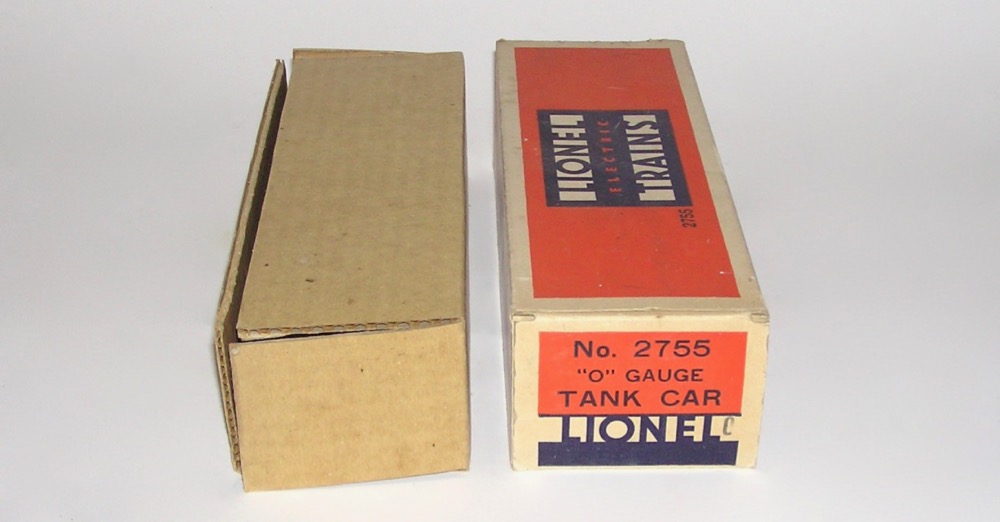 LIONEL
ELECTRIC
TRAINS
2755
No. 2755
"O" GAUGE
TANK CAR
LIONEL C